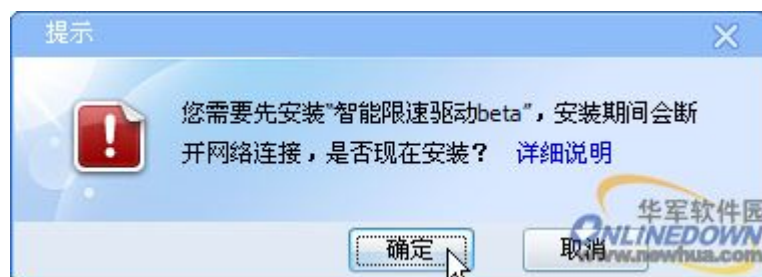 提示
您需要先安装"智能限速驱动beta"，安装期间会断
开网络连接，是否现在安装？ 详细说明
华军软件园
确定 取消
ONLINEDOWN
www.newhua.com